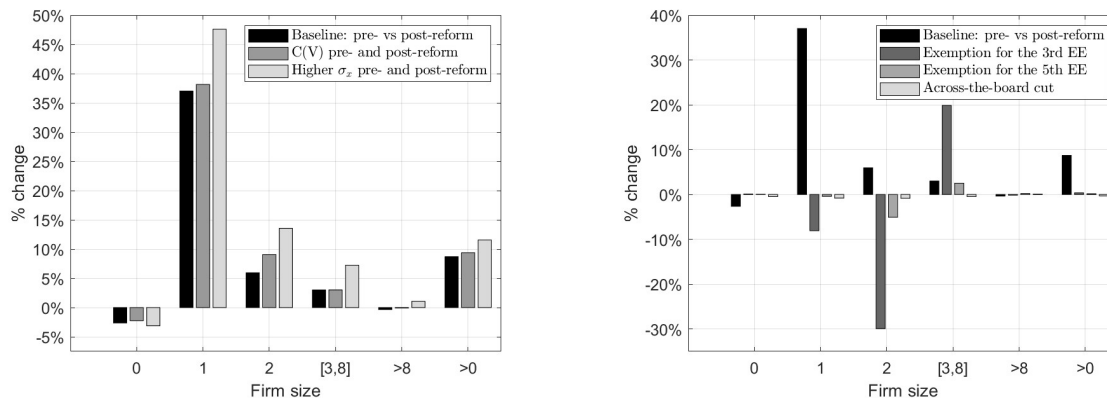 50%
45%
40%
35%
30%
25%
20%
15%
10%
5%
0%
-5%
% change
Baseline: pre- vs post-reform
C(V) pre- and post-reform
Higher σₓ pre- and post-reform
0 1 2 [3,8] >8 >0
Firm size
40%
30%
20%
10%
0%
-10%
-20%
-30%
% change
Baseline: pre- vs post-reform
Exemption for the 3rd EE
Exemption for the 5th EE
Across-the-board cut
0 1 2 [3,8] >8 >0
Firm size